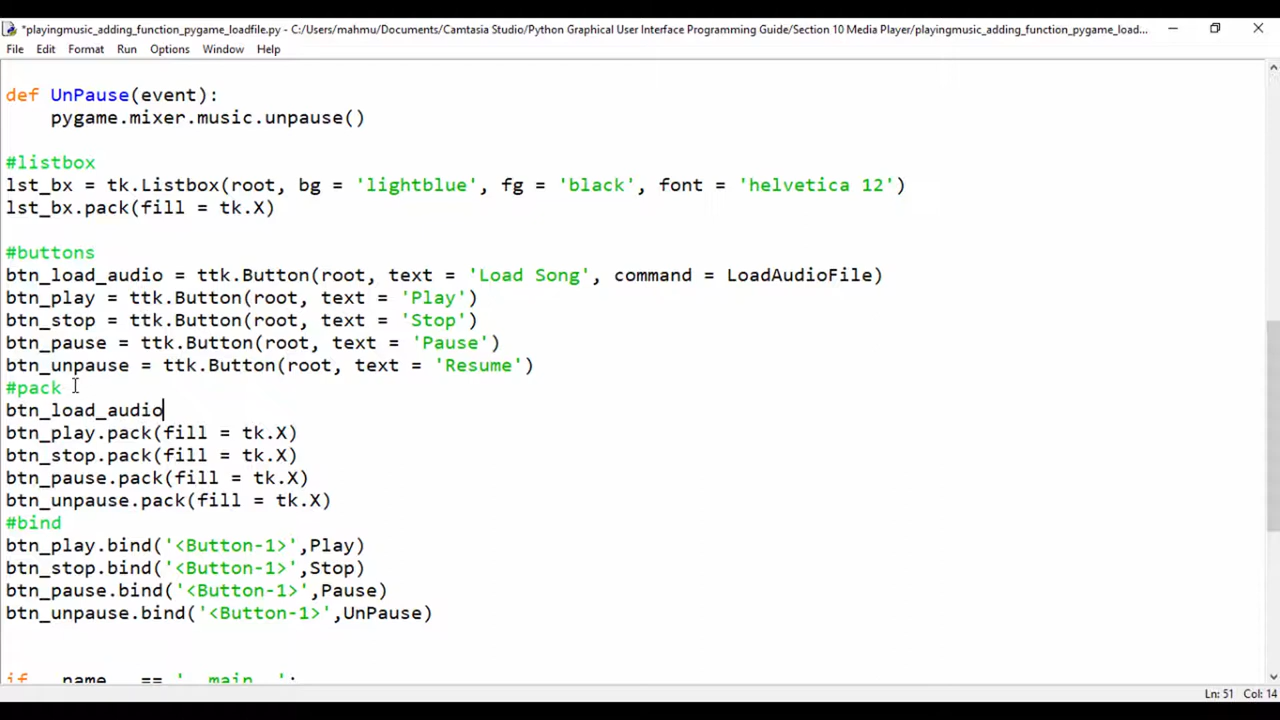 *playingmusic_adding_function_pygame_loadfile.py - C:/Users/mahmu/Documents/Camtasia Studio/Python Graphical User Interface Programming Guide/Section 10 Media Player/playingmusic_adding_function_pygame_load...
File Edit Format Run Options Window Help
def UnPause(event):
    pygame.mixer.music.unpause()
#listbox
lst_bx = tk.Listbox(root, bg = 'lightblue', fg = 'black', font = 'helvetica 12')
lst_bx.pack(fill = tk.X)
#buttons
btn_load_audio = ttk.Button(root, text = 'Load Song', command = LoadAudioFile)
btn_play = ttk.Button(root, text = 'Play')
btn_stop = ttk.Button(root, text = 'Stop')
btn_pause = ttk.Button(root, text = 'Pause')
btn_unpause = ttk.Button(root, text = 'Resume')
#pack
btn_load_audio
btn_play.pack(fill = tk.X)
btn_stop.pack(fill = tk.X)
btn_pause.pack(fill = tk.X)
btn_unpause.pack(fill = tk.X)
#bind
btn_play.bind('<Button-1>',Play)
btn_stop.bind('<Button-1>',Stop)
btn_pause.bind('<Button-1>',Pause)
btn_unpause.bind('<Button-1>',UnPause)
if __name__ == '__main__':
Ln: 51 Col: 14